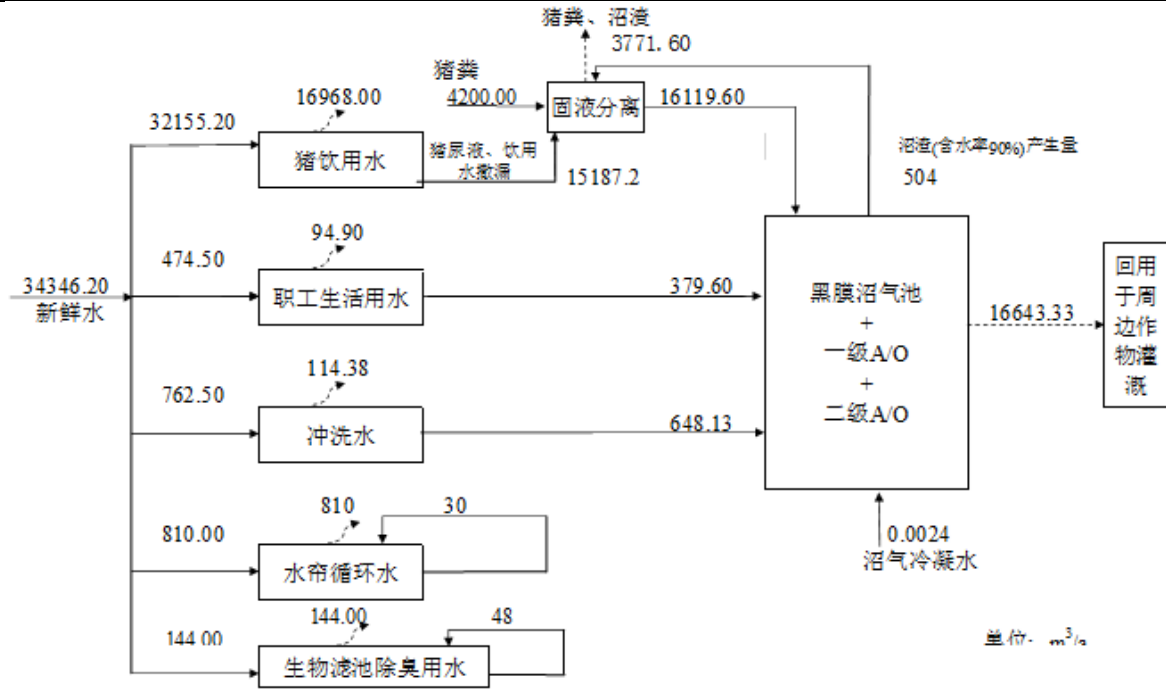 猪粪、沼渣
3771.60
猪粪
4200.00
固液分离
16119.60
16968.00
32155.20
猪饮用水
猪尿液、饮用
水撒漏
15187.2
沼渣(含水率90%)产生量
504
94.90
474.50
职工生活用水
379.60
34346.20
新鲜水
黑膜沼气池
+
一级A/O
+
二级A/O
16643.33
回用
于周
边作
物灌
溉
114.38
762.50
冲洗水
648.13
810
30
810.00
水帘循环水
0.0024
沼气冷凝水
144.00
48
144.00
生物滤池除臭用水
单位：m³/a